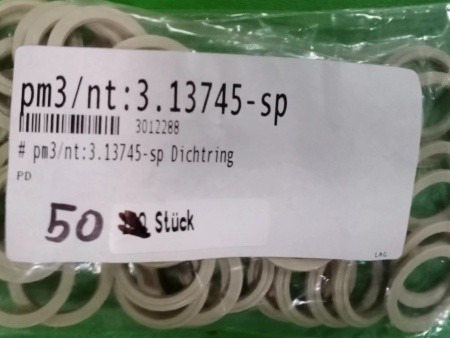 pm3/nt:3.13745-sp
3012288
# pm3/nt:3.13745-sp Dichtring
PD
50 Stück
LAG